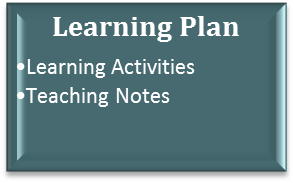 Learning Plan
•Learning Activities
•Teaching Notes